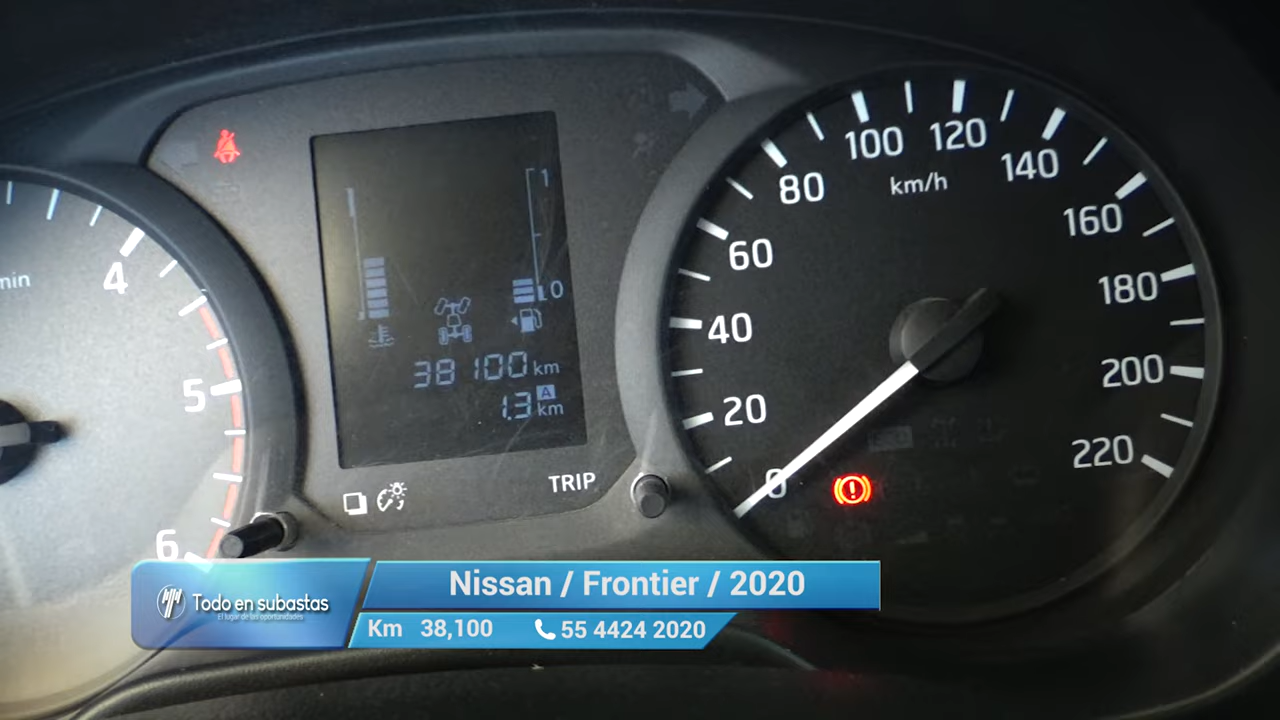 min
4
5
6
1
0
38100 km
A
1.3 km
TRIP
0
20
40
60
80
100
120
140
160
180
200
220
km/h
Todo en subastas
El lugar de las oportunidades
Nissan / Frontier / 2020
Km 38,100
55 4424 2020